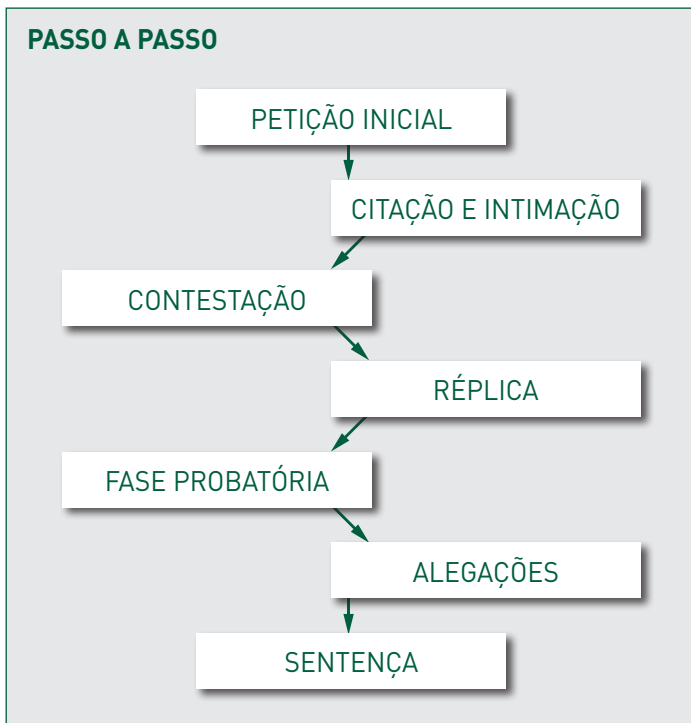 PASSO A PASSO
PETIÇÃO INICIAL
CITAÇÃO E INTIMAÇÃO
CONTESTAÇÃO
RÉPLICA
FASE PROBATÓRIA
ALEGAÇÕES
SENTENÇA